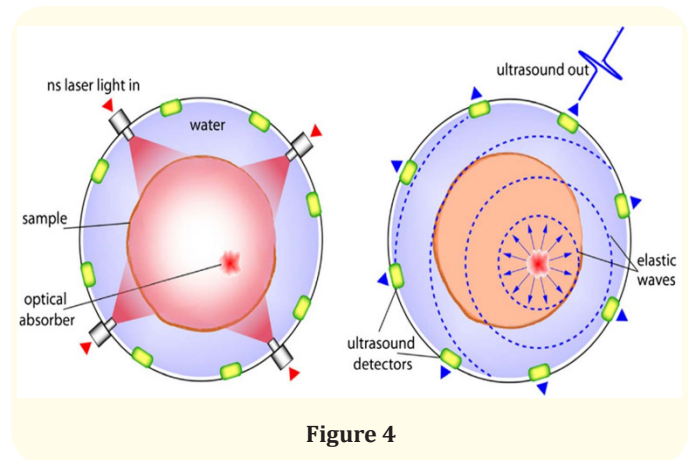 ns laser light in
water
sample
optical
absorber
ultrasound out
elastic
waves
ultrasound
detectors
Figure 4